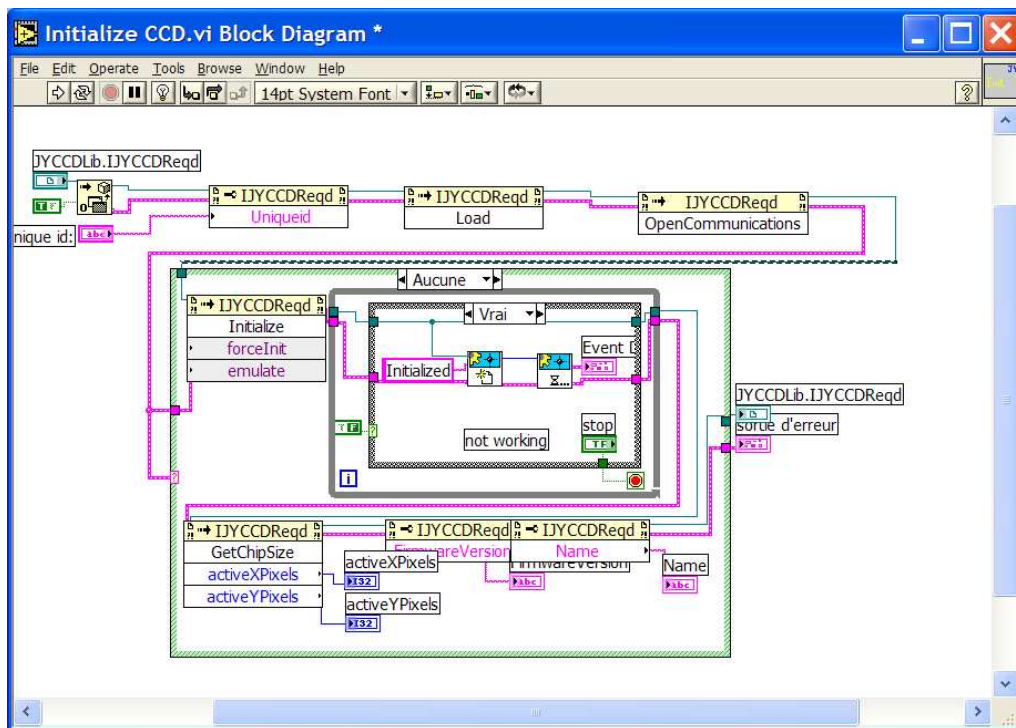 Initialize CCD.vi Block Diagram *
File Edit Operate Tools Browse Window Help
14pt System Font
?
JYCCDLib.IJYCCDReqd
IJYCCDReqd
Uniqueid
IJYCCDReqd
Load
IJYCCDReqd
OpenCommunications
nique id:
abc
Aucune
IJYCCDReqd
Initialize
forceInit
emulate
Vrai
Initialized
Event D
not working
stop
TF
i
JYCCDLib.IJYCCDReqd
sortie d'erreur
IJYCCDReqd
GetChipSize
activeXPixels
activeYPixels
IJYCCDReqd
FirmwareVersion
IJYCCDReqd
Name
activeXPixels
I32
activeYPixels
I32
FirmwareVersion
abc
Name
abc